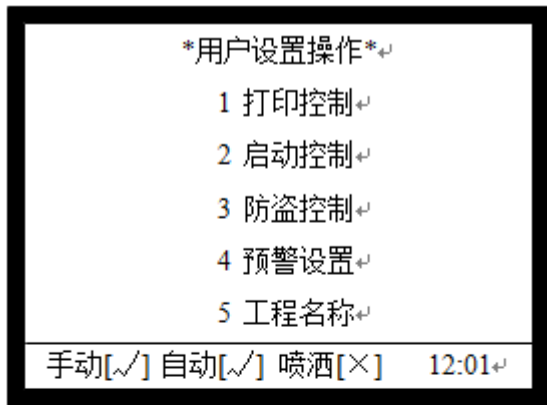 *用户设置操作*↵
1 打印控制↵
2 启动控制↵
3 防盗控制↵
4 预警设置↵
5 工程名称↵
手动[√] 自动[√] 喷洒[×] 12:01↵